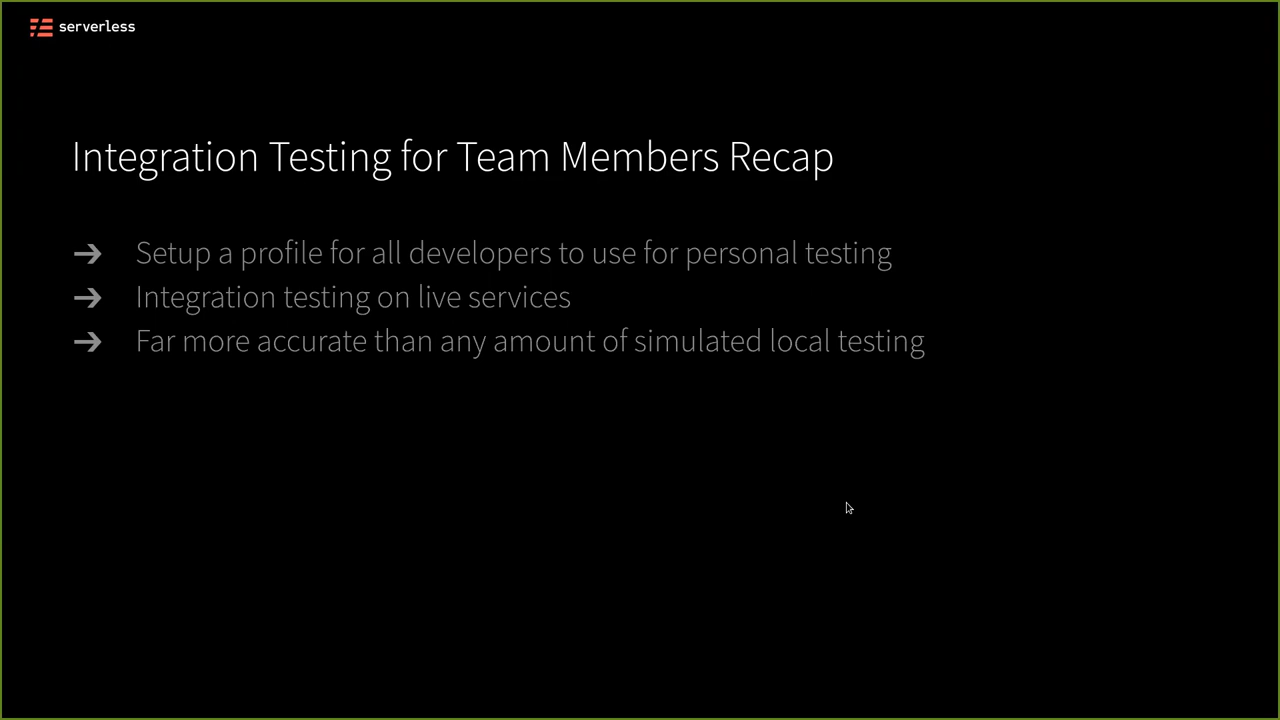 serverless
Integration Testing for Team Members Recap
➔ Setup a profile for all developers to use for personal testing
➔ Integration testing on live services
➔ Far more accurate than any amount of simulated local testing